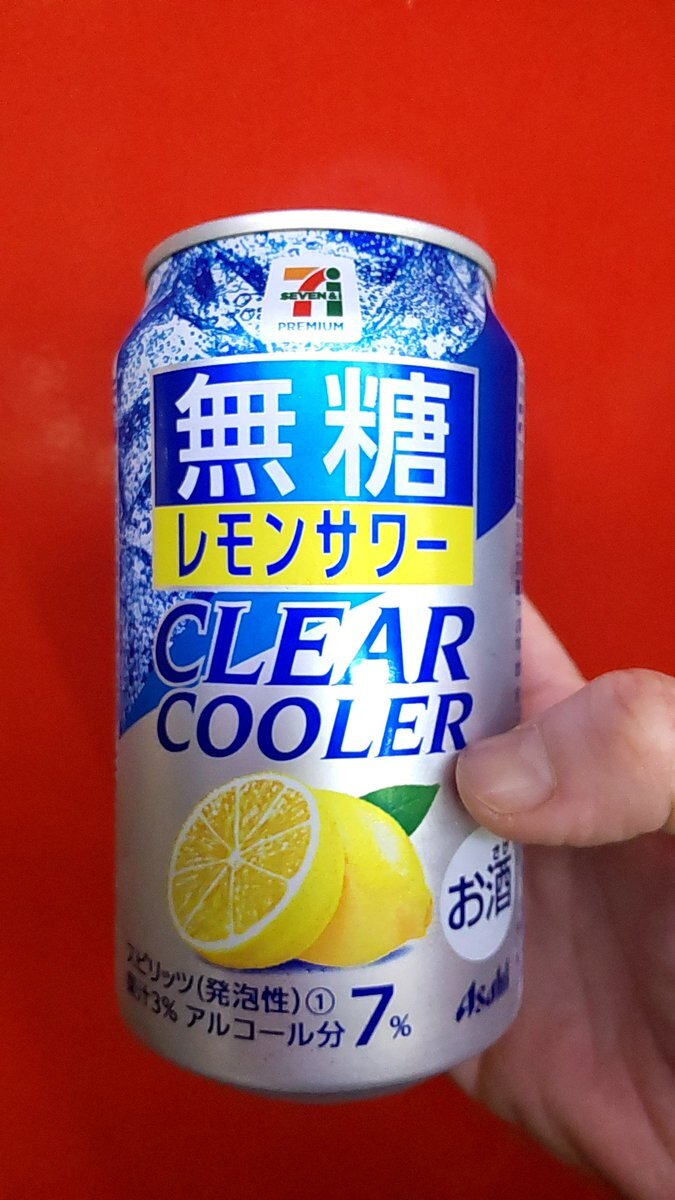 SEVEN&i
PREMIUM
無糖
レモンサワー
CLEAR
COOLER
お酒
スピリッツ(発泡性)①
果汁3% アルコール分7%
Asahi